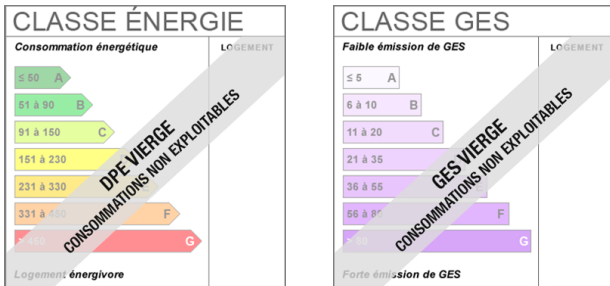 CLASSE ÉNERGIE
Consommation énergétique
LOGEMENT
≤ 50 A
51 à 90 B
91 à 150 C
151 à 230
231 à 330
331 à 450 F
> 450 G
DPE VIERGE
CONSOMMATIONS NON EXPLOITABLES
Logement énergivore
CLASSE GES
Faible émission de GES
LOGEMENT
≤ 5 A
6 à 10 B
11 à 20 C
21 à 35
36 à 55 E
56 à 80 F
> 80 G
GES VIERGE
CONSOMMATIONS NON EXPLOITABLES
Forte émission de GES